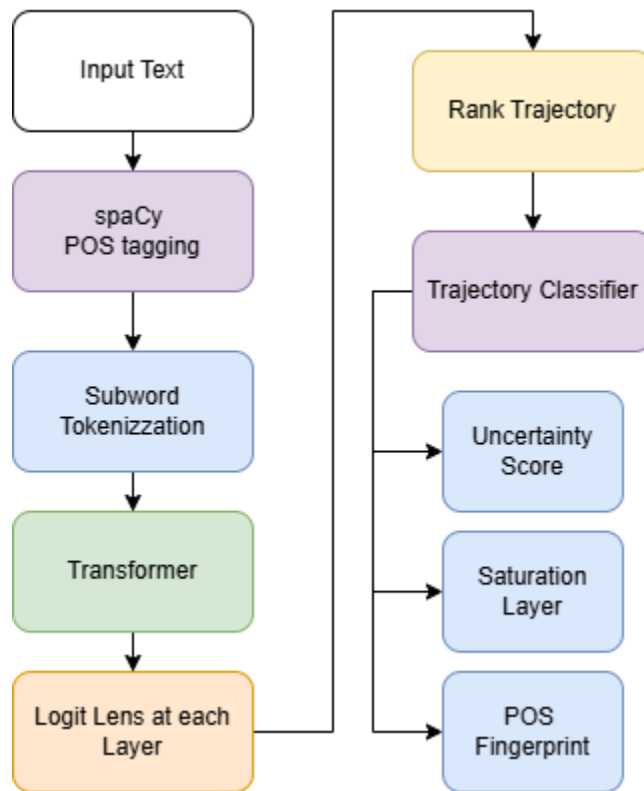 Input Text
spaCy
POS tagging
Subword
Tokenizzation
Transformer
Logit Lens at each
Layer
Rank Trajectory
Trajectory Classifier
Uncertainty
Score
Saturation
Layer
POS
Fingerprint